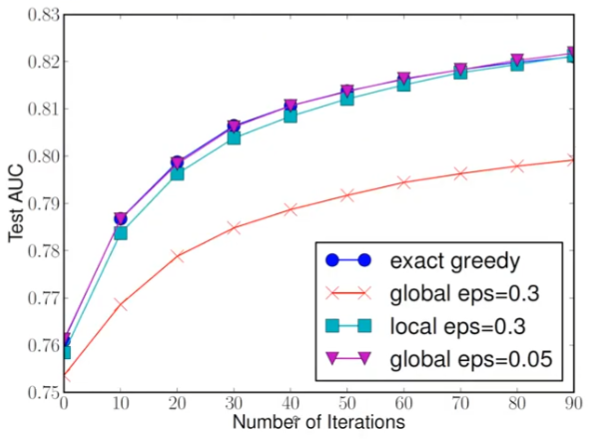 0.83
0.82
0.81
0.80
0.79
0.78
0.77
0.76
0.75
Test AUC
exact greedy
global eps=0.3
local eps=0.3
global eps=0.05
0 10 20 30 40 50 60 70 80 90
Number of Iterations